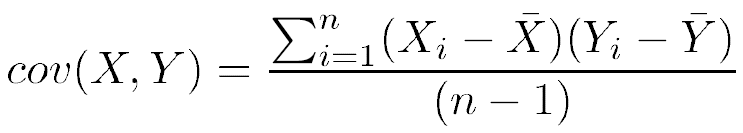 cov(X, Y) = \frac{\sum_{i=1}^{n}(X_i - \bar{X})(Y_i - \bar{Y})}{(n-1)}